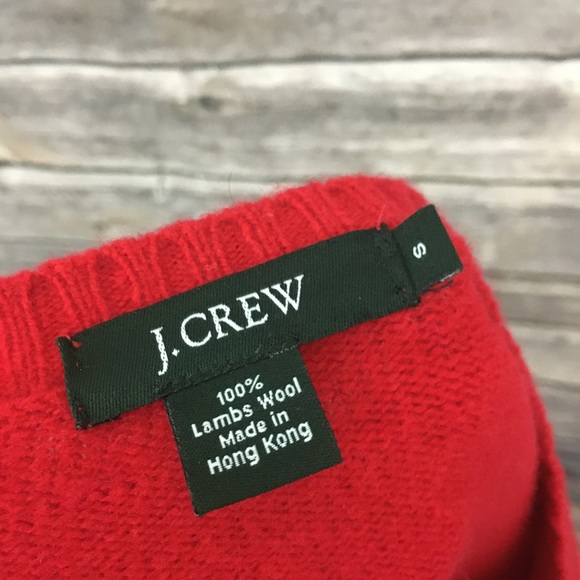 J.CREW
S
100%
Lambs Wool
Made in
Hong Kong